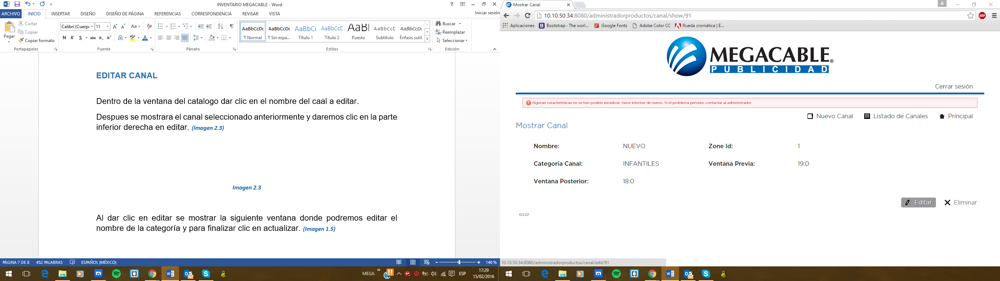 INVENTARIO MEGACABLE - Word
ARCHIVO INICIO INSERTAR DISEÑO DISEÑO DE PÁGINA REFERENCIAS CORRESPONDENCIA REVISAR VISTA Iniciar sesión
Pegar
Cortar
Copiar
Copiar formato
Portapapeles
Calibri (Cuerpo 11
N K S abc x₂ x²
Fuente
Párrafo
AaBbCcDc AaBbCcDc AaBbCc AaBbCcD AaBl AaBbCcD AaBbCcDc
¶ Normal ¶ Sin espa... Título 1 Título 2 Puesto Subtítulo Énfasis sutil
Estilos
Buscar
Reemplazar
Seleccionar
Edición
EDITAR CANAL
Dentro de la ventana del catalogo dar clic en el nombre del caal a editar.
Despues se mostrara el canal seleccionado anteriormente y daremos clic en la parte
inferior derecha en editar. (Imagen 2.3)
Imagen 2.3
Al dar clic en editar se mostrar la siguiente ventana donde podremos editar el
nombre de la categoría y para finalizar clic en actualizar. (Imagen 1.5)
PÁGINA 7 DE 8 452 PALABRAS ESPAÑOL (MÉXICO) 140 %
MEGA » ESP 17:29
15/02/2016
Mostrar Canal
10.10.50.34:8080/administradorproductos/canal/show/91
ABP
Aplicaciones Bootstrap · The worl... Google Fonts Adobe Color CC Rueda cromática | E...
MEGACABLE®
PUBLICIDAD
Cerrar sesión
Algunas características no se han podido inicializar, favor intentar de nuevo. Si el problema persiste, contactar al administrador.
Nuevo Canal Listado de Canales Principal
Mostrar Canal
Nombre: NUEVO Zone Id: 1
Categoría Canal: INFANTILES Ventana Previa: 19:0
Ventana Posterior: 18:0
Editar Eliminar
0.1.22
10.10.50.34:8080/administradorproductos/canal/edit/91